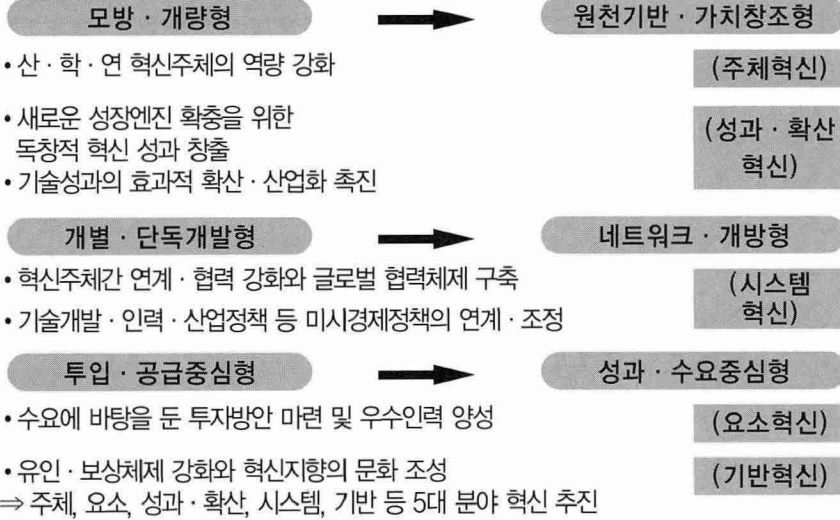 모방 · 개량형 → 원천기반 · 가치창조형
• 산 · 학 · 연 혁신주체의 역량 강화 (주체혁신)
• 새로운 성장엔진 확충을 위한 (성과 · 확산
독창적 혁신 성과 창출 혁신)
• 기술성과의 효과적 확산 · 산업화 촉진
개별 · 단독개발형 → 네트워크 · 개방형
• 혁신주체간 연계 · 협력 강화와 글로벌 협력체제 구축 (시스템
• 기술개발 · 인력 · 산업정책 등 미시경제정책의 연계 · 조정 혁신)
투입 · 공급중심형 → 성과 · 수요중심형
• 수요에 바탕을 둔 투자방안 마련 및 우수인력 양성 (요소혁신)
• 유인 · 보상체제 강화와 혁신지향의 문화 조성 (기반혁신)
⇒ 주체, 요소, 성과 · 확산, 시스템, 기반 등 5대 분야 혁신 추진